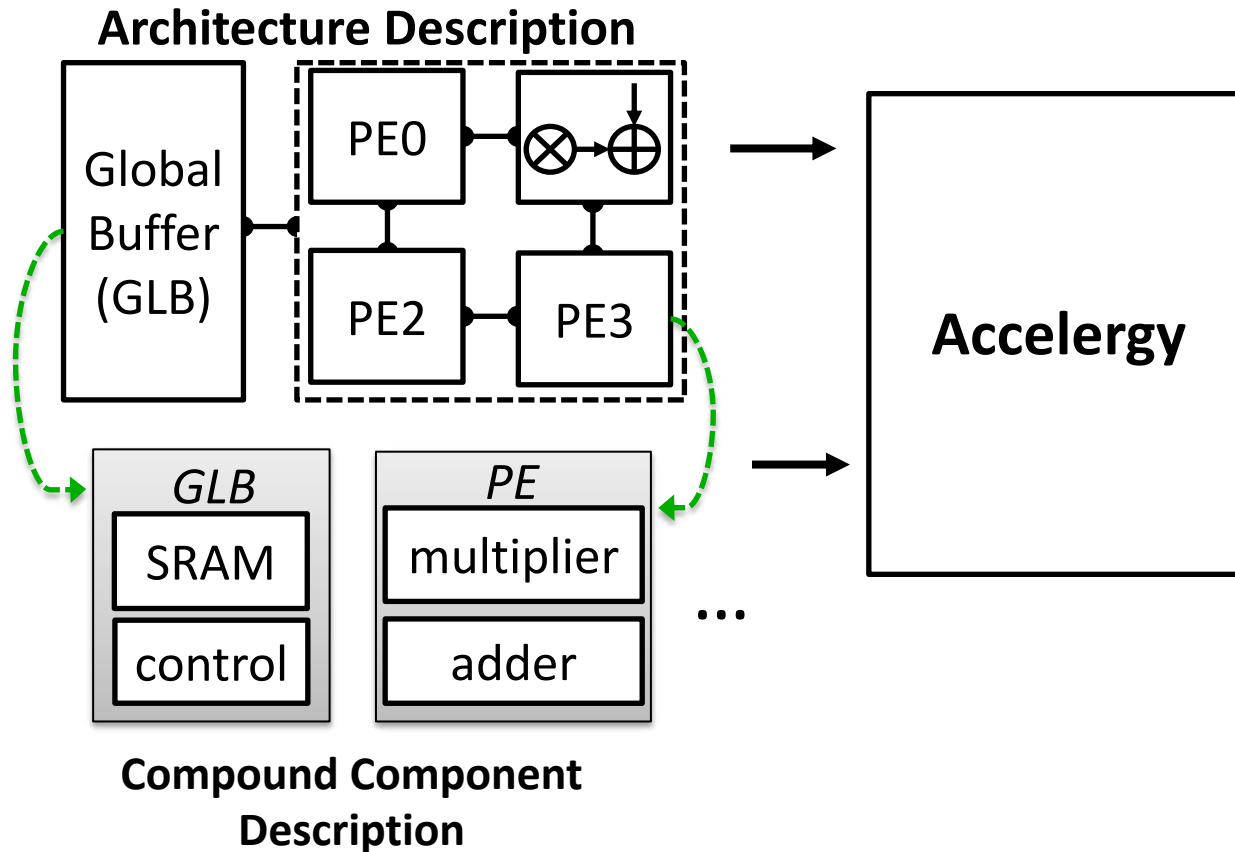 Architecture Description
Global
Buffer
(GLB)
PE0
PE2
PE3
Accelergy
GLB
SRAM
control
PE
multiplier
adder
...
Compound Component
Description